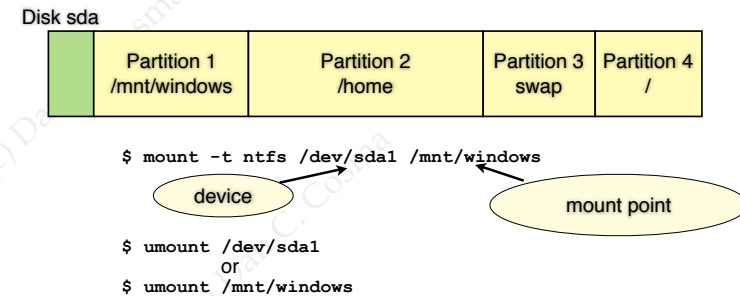 Disk sda
Partition 1
/mnt/windows
Partition 2
/home
Partition 3
swap
Partition 4
/
$ mount -t ntfs /dev/sda1 /mnt/windows
device
mount point
$ umount /dev/sda1
or
$ umount /mnt/windows
C. Cosma